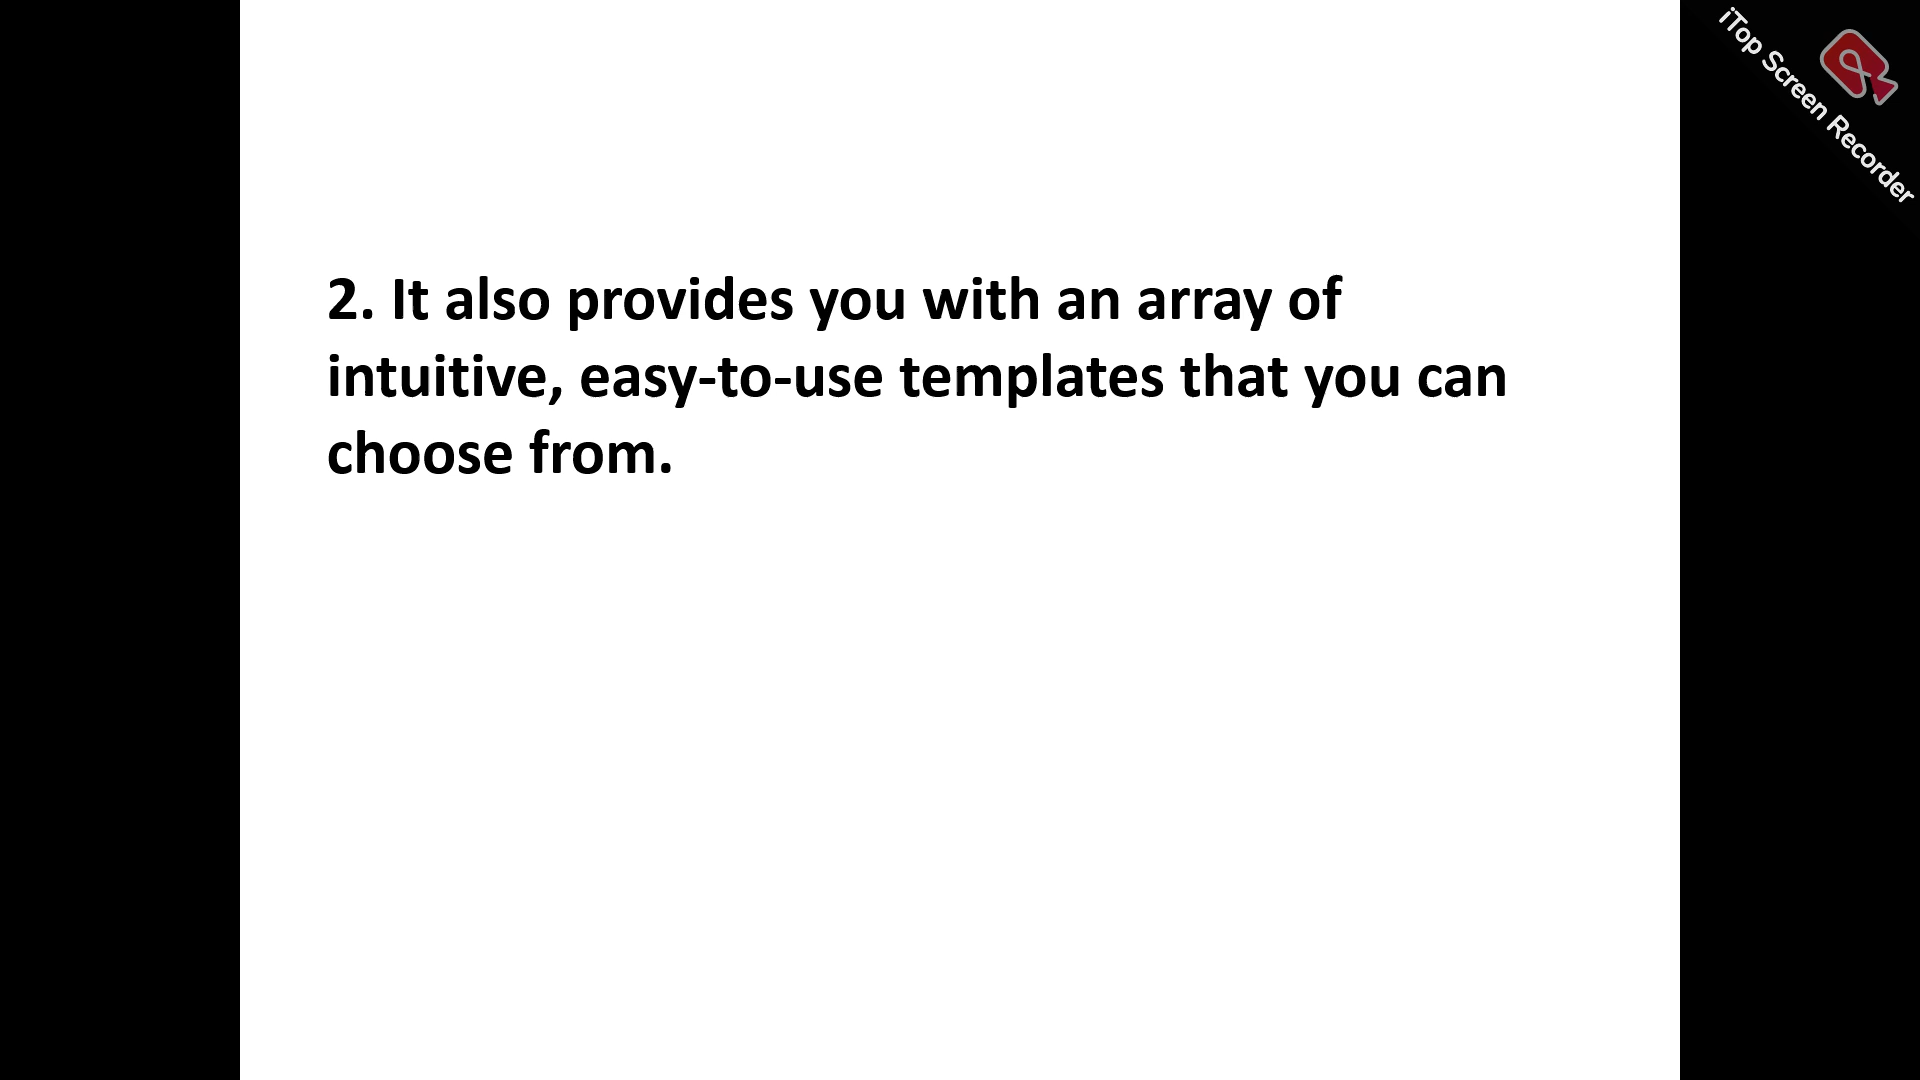 2. It also provides you with an array of
intuitive, easy-to-use templates that you can
choose from.
iTop Screen Recorder